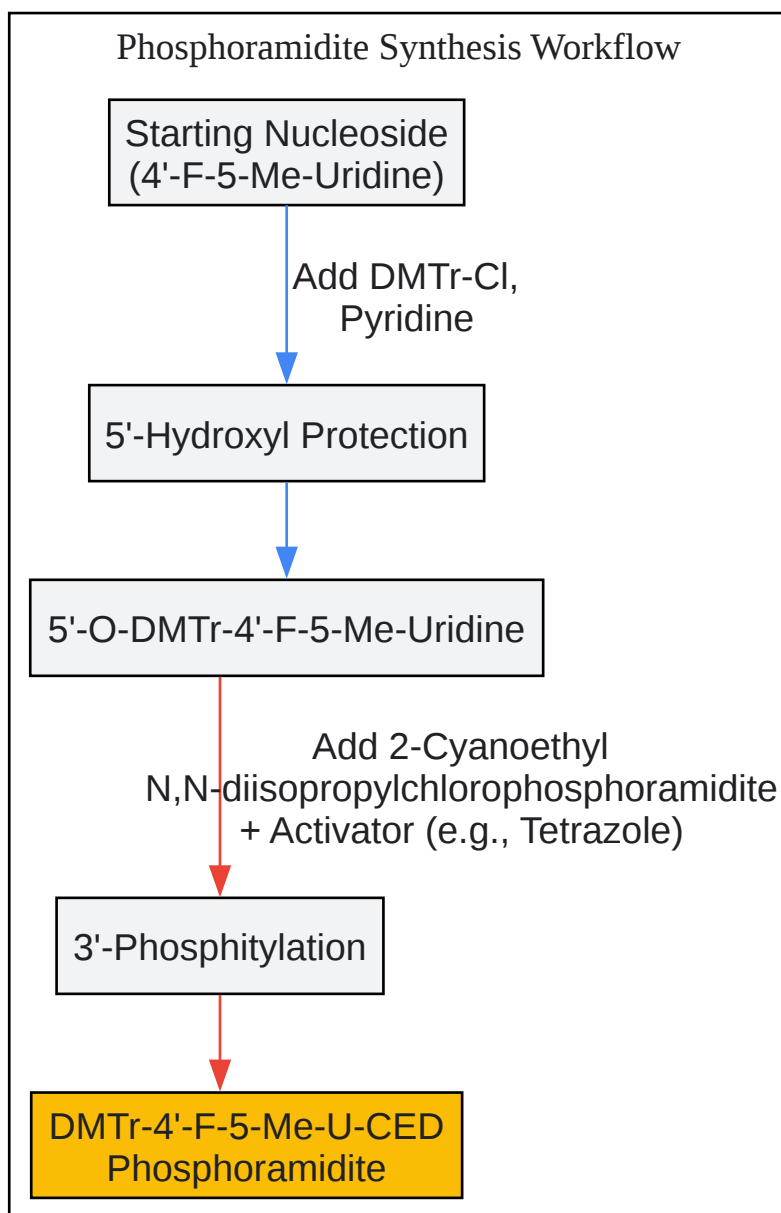 Phosphoramidite Synthesis Workflow
Starting Nucleoside
(4'-F-5-Me-Uridine)
Add DMTr-Cl,
Pyridine
5'-Hydroxyl Protection
5'-O-DMTr-4'-F-5-Me-Uridine
Add 2-Cyanoethyl
N,N-diisopropylchlorophosphoramidite
+ Activator (e.g., Tetrazole)
3'-Phosphitylation
DMTr-4'-F-5-Me-U-CED
Phosphoramidite